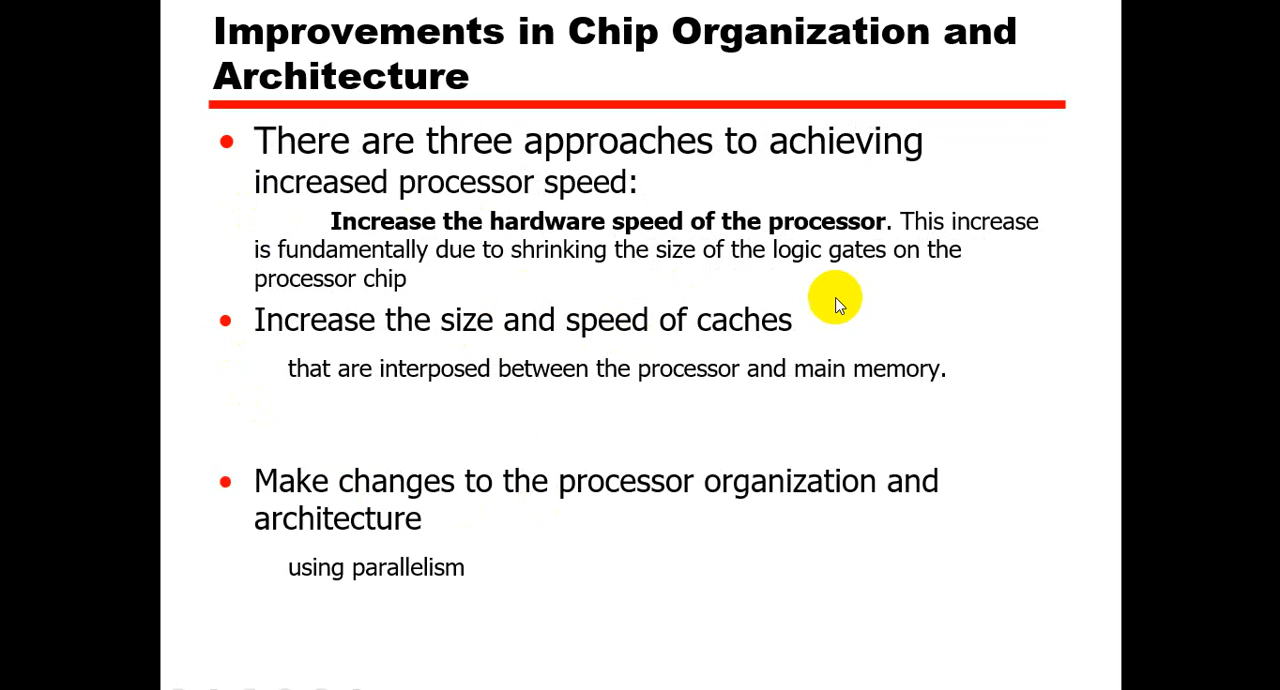 Improvements in Chip Organization and
Architecture
• There are three approaches to achieving
increased processor speed:
Increase the hardware speed of the processor. This increase
is fundamentally due to shrinking the size of the logic gates on the
processor chip
• Increase the size and speed of caches
that are interposed between the processor and main memory.
• Make changes to the processor organization and
architecture
using parallelism